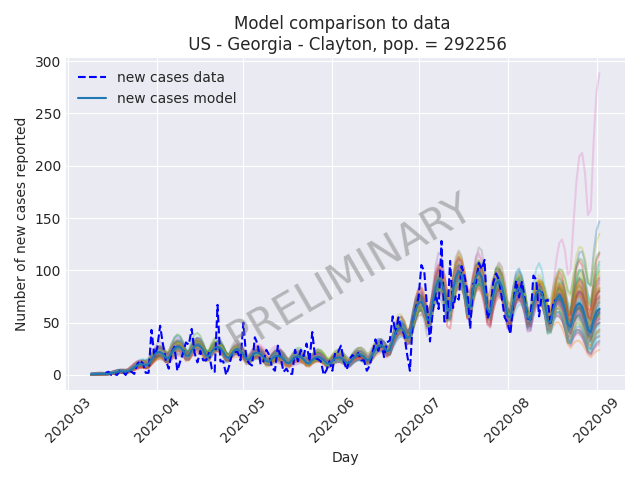 Model comparison to data
US - Georgia - Clayton, pop. = 292256
300
250
200
150
100
50
0
Number of new cases reported
new cases data
new cases model
PRELIMINARY
2020-03
2020-04
2020-05
2020-06
2020-07
2020-08
2020-09
Day